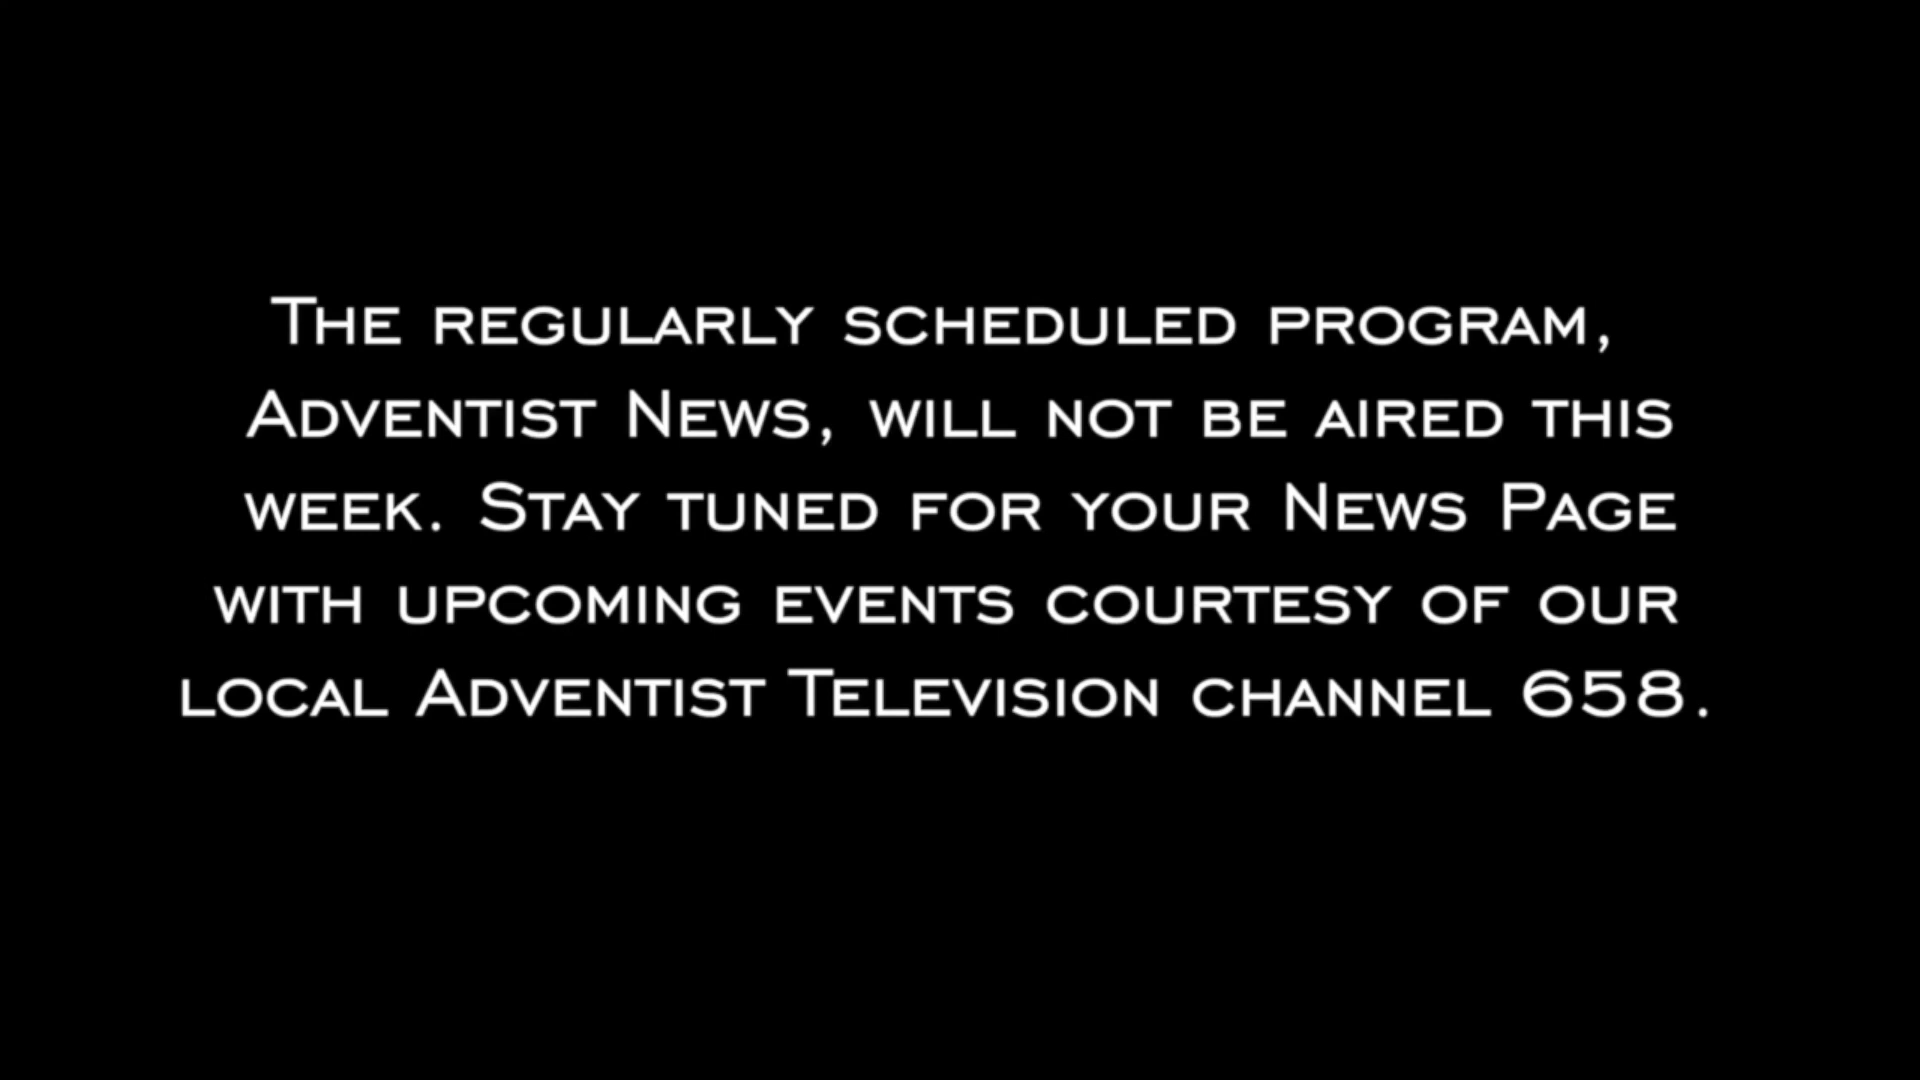 The regularly scheduled program,
Adventist News, will not be aired this
week. Stay tuned for your News Page
with upcoming events courtesy of our
local Adventist Television channel 658.